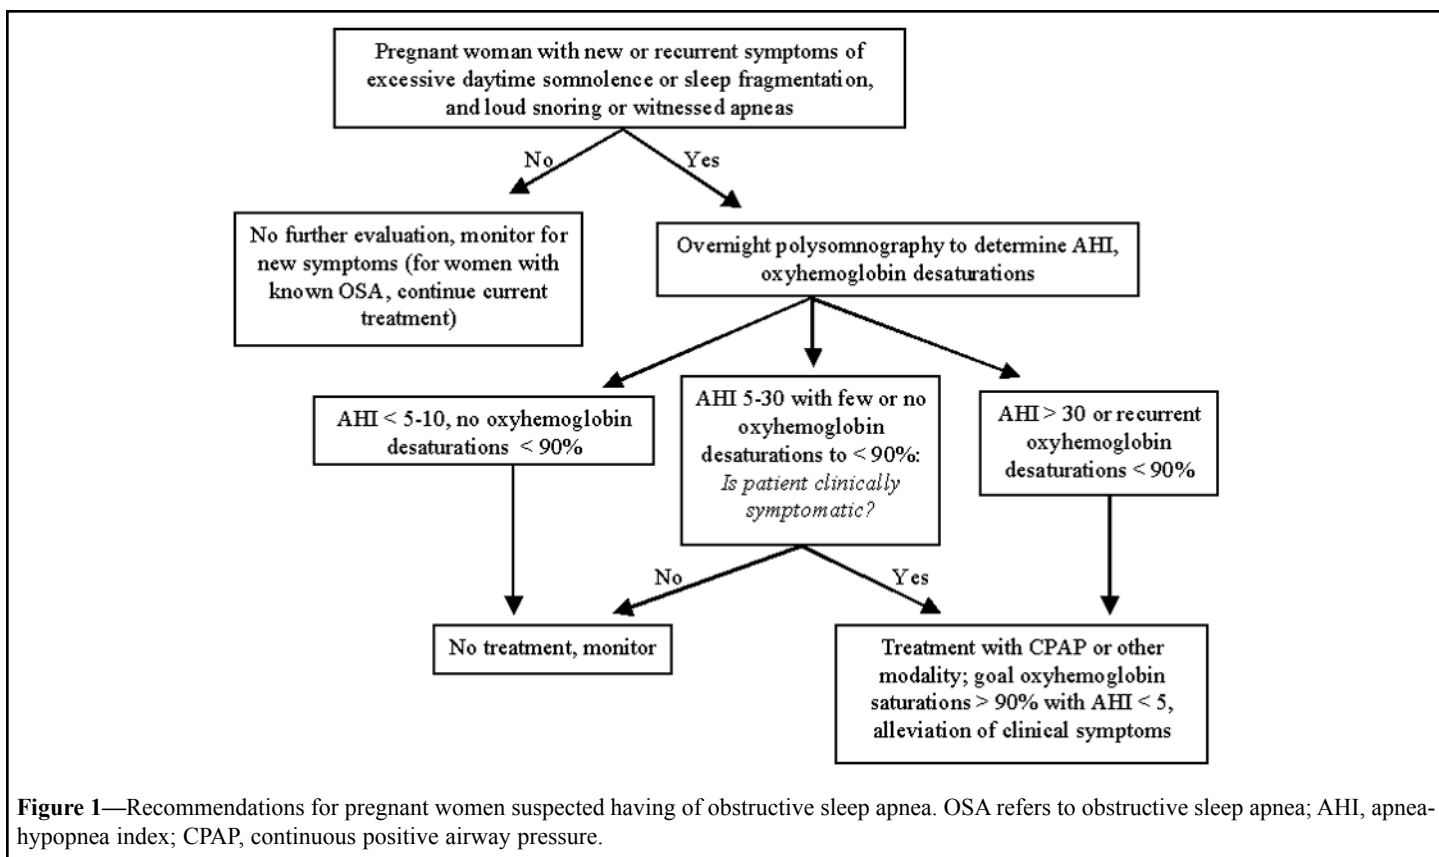 Pregnant woman with new or recurrent symptoms of
excessive daytime somnolence or sleep fragmentation,
and loud snoring or witnessed apneas
No
Yes
No further evaluation, monitor for
new symptoms (for women with
known OSA, continue current
treatment)
Overnight polysomnography to determine AHI,
oxyhemoglobin desaturations
AHI < 5-10, no oxyhemoglobin
desaturations < 90%
AHI 5-30 with few or no
oxyhemoglobin
desaturations to < 90%:
Is patient clinically
symptomatic?
AHI > 30 or recurrent
oxyhemoglobin
desaturations < 90%
No
Yes
No treatment, monitor
Treatment with CPAP or other
modality; goal oxyhemoglobin
saturations > 90% with AHI < 5,
alleviation of clinical symptoms
Figure 1—Recommendations for pregnant women suspected having of obstructive sleep apnea. OSA refers to obstructive sleep apnea; AHI, apnea-
hypopnea index; CPAP, continuous positive airway pressure.